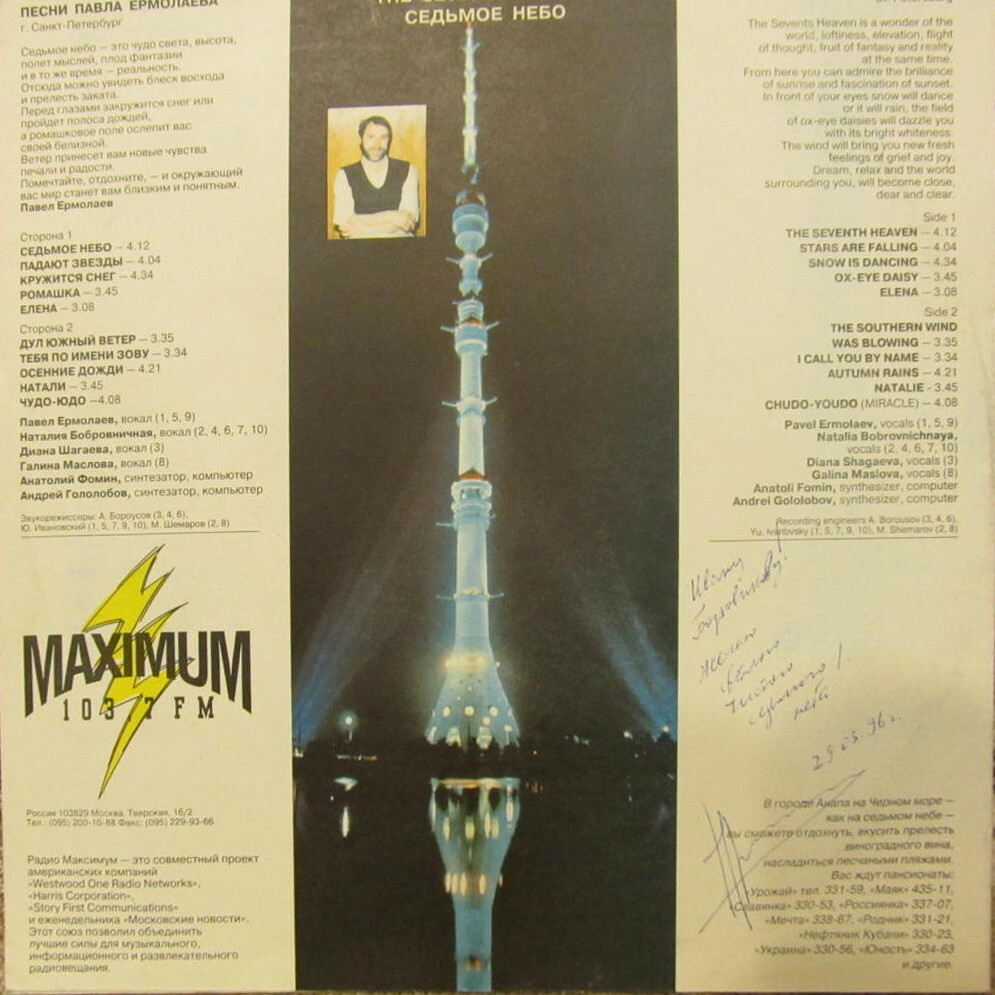 ПЕСНИ ПАВЛА ЕРМОЛАЕВА
г. Санкт-Петербург
Седьмое небо — это чудо света, высота,
полет мыслей, плод фантазии
и в то же время — реальность.
Отсюда можно увидеть блеск восхода
и прелесть заката.
Перед глазами закружится снег или
пройдет полоса дождей,
а ромашковое поле ослепит вас
своей белизной.
Ветер принесет вам новые чувства
печали и радости.
Помечтайте, отдохните, — и окружающий
вас мир станет вам близким и понятным.
Павел Ермолаев
Сторона 1
СЕДЬМОЕ НЕБО — 4.12
ПАДАЮТ ЗВЕЗДЫ — 4.04
КРУЖИТСЯ СНЕГ — 4.34
РОМАШКА — 3.45
ЕЛЕНА — 3.08
Сторона 2
ДУЛ ЮЖНЫЙ ВЕТЕР — 3.35
ТЕБЯ ПО ИМЕНИ ЗОВУ — 3.34
ОСЕННИЕ ДОЖДИ — 4.21
НАТАЛИ — 3.45
ЧУДО-ЮДО —4.08
Павел Ермолаев, вокал (1, 5, 9)
Наталия Бобровничная, вокал (2, 4, 6, 7, 10)
Диана Шагаева, вокал (3)
Галина Маслова, вокал (8)
Анатолий Фомин, синтезатор, компьютер
Андрей Гололобов, синтезатор, компьютер
Звукорежиссеры: А. Бороусов (3, 4, 6),
Ю. Ивановский (1, 5, 7, 9, 10), М. Шемаров (2, 8)
MAXIMUM
103.7 FM
Россия 103829 Москва, Тверская, 16/2
Тел.: (095) 200-10-88 Факс: (095) 229-93-66
Радио Максимум — это совместный проект
американских компаний
«Westwood One Radio Networks»,
«Harris Corporation»,
«Story First Communications»
и еженедельника «Московские новости».
Этот союз позволил объединить
лучшие силы для музыкального,
информационного и развлекательного
радиовещания.
СЕДЬМОЕ НЕБО
The Sevents Heaven is a wonder of the
world, loftiness, elevation, flight
of thought, fruit of fantasy and reality
at the same time.
From here you can admire the brilliance
of sunrise and fascination of sunset.
In front of your eyes snow will dance
or it will rain, the field
of ox-eye daisies will dazzle you
with its bright whiteness.
The wind will bring you new fresh
feelings of grief and joy.
Dream, relax and the world
surrounding you, will become close,
dear and clear.
Side 1
THE SEVENTH HEAVEN — 4.12
STARS ARE FALLING — 4.04
SNOW IS DANCING — 4.34
OX-EYE DAISY — 3.45
ELENA — 3.08
Side 2
THE SOUTHERN WIND
WAS BLOWING — 3.35
I CALL YOU BY NAME — 3.34
AUTUMN RAINS — 4.21
NATALIE - 3.45
CHUDO-YOUDO (MIRACLE) — 4.08
Pavel Ermolaev, vocals (1, 5, 9)
Natalia Bobrovnichnaya,
vocals (2, 4, 6, 7, 10)
Diana Shagaeva, vocals (3)
Galina Maslova, vocals (8)
Anatoli Fomin, synthesizer, computer
Andrei Gololobov, synthesizer, computer
Recording engineers A. Borousov (3, 4, 6),
Yu. Ivanovsky (1, 5, 7, 9, 10), M. Shemarov (2, 8)
Ивану
Желаю
чистого
седьмого
неба!
29.03.96г.
В городе Анапа на Черном море —
как на седьмом небе —
вы сможете отдохнуть, вкусить прелесть
виноградного вина,
насладиться песчаными пляжами.
Вас ждут пансионаты:
«Урожай» тел. 331-59, «Маяк» 435-11,
«Славянка» 330-53, «Россиянка» 337-07,
«Мечта» 338-67, «Родник» 331-21,
«Нефтяник Кубани» 330-23,
«Украина» 330-56, «Юность» 334-63
и другие.